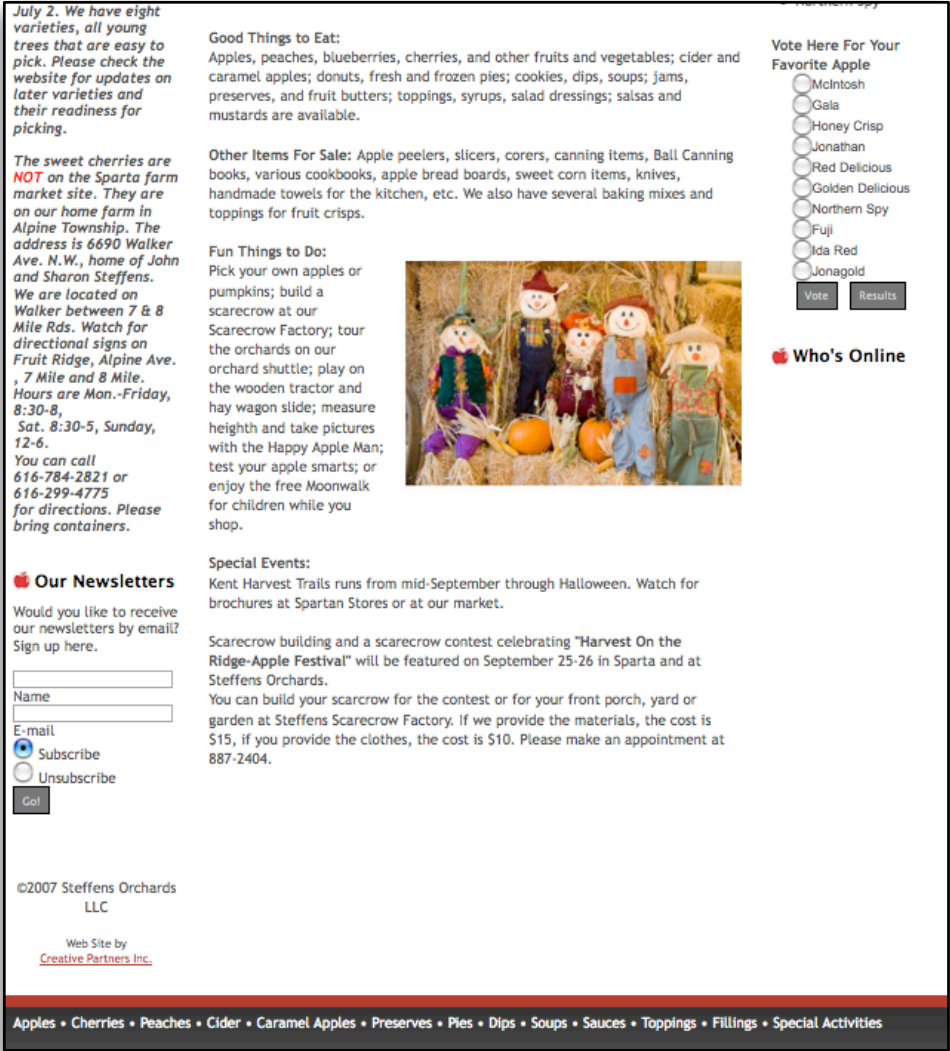 July 2. We have eight
varieties, all young
trees that are easy to
pick. Please check the
website for updates on
later varieties and
their readiness for
picking.
The sweet cherries are
NOT on the Sparta farm
market site. They are
on our home farm in
Alpine Township. The
address is 6690 Walker
Ave. N.W., home of John
and Sharon Steffens.
We are located on
Walker between 7 & 8
Mile Rds. Watch for
directional signs on
Fruit Ridge, Alpine Ave.
, 7 Mile and 8 Mile.
Hours are Mon.-Friday,
8:30-8,
Sat. 8:30-5, Sunday,
12-6.
You can call
616-784-2821 or
616-299-4775
for directions. Please
bring containers.
Our Newsletters
Would you like to receive
our newsletters by email?
Sign up here.
Name
E-mail
Subscribe
Unsubscribe
Go!
©2007 Steffens Orchards
LLC
Web Site by
Creative Partners Inc.
Good Things to Eat:
Apples, peaches, blueberries, cherries, and other fruits and vegetables; cider and
caramel apples; donuts, fresh and frozen pies; cookies, dips, soups; jams,
preserves, and fruit butters; toppings, syrups, salad dressings; salsas and
mustards are available.
Other Items For Sale: Apple peelers, slicers, corers, canning items, Ball Canning
books, various cookbooks, apple bread boards, sweet corn items, knives,
handmade towels for the kitchen, etc. We also have several baking mixes and
toppings for fruit crisps.
Fun Things to Do:
Pick your own apples or
pumpkins; build a
scarecrow at our
Scarecrow Factory; tour
the orchards on our
orchard shuttle; play on
the wooden tractor and
hay wagon slide; measure
heighth and take pictures
with the Happy Apple Man;
test your apple smarts; or
enjoy the free Moonwalk
for children while you
shop.
Special Events:
Kent Harvest Trails runs from mid-September through Halloween. Watch for
brochures at Spartan Stores or at our market.
Scarecrow building and a scarecrow contest celebrating "Harvest On the
Ridge-Apple Festival" will be featured on September 25-26 in Sparta and at
Steffens Orchards.
You can build your scarcrow for the contest or for your front porch, yard or
garden at Steffens Scarecrow Factory. If we provide the materials, the cost is
$15, if you provide the clothes, the cost is $10. Please make an appointment at
887-2404.
Northern Spy
Vote Here For Your
Favorite Apple
McIntosh
Gala
Honey Crisp
Jonathan
Red Delicious
Golden Delicious
Northern Spy
Fuji
Ida Red
Jonagold
Vote Results
Who's Online
Apples • Cherries • Peaches • Cider • Caramel Apples • Preserves • Pies • Dips • Soups • Sauces • Toppings • Fillings • Special Activities